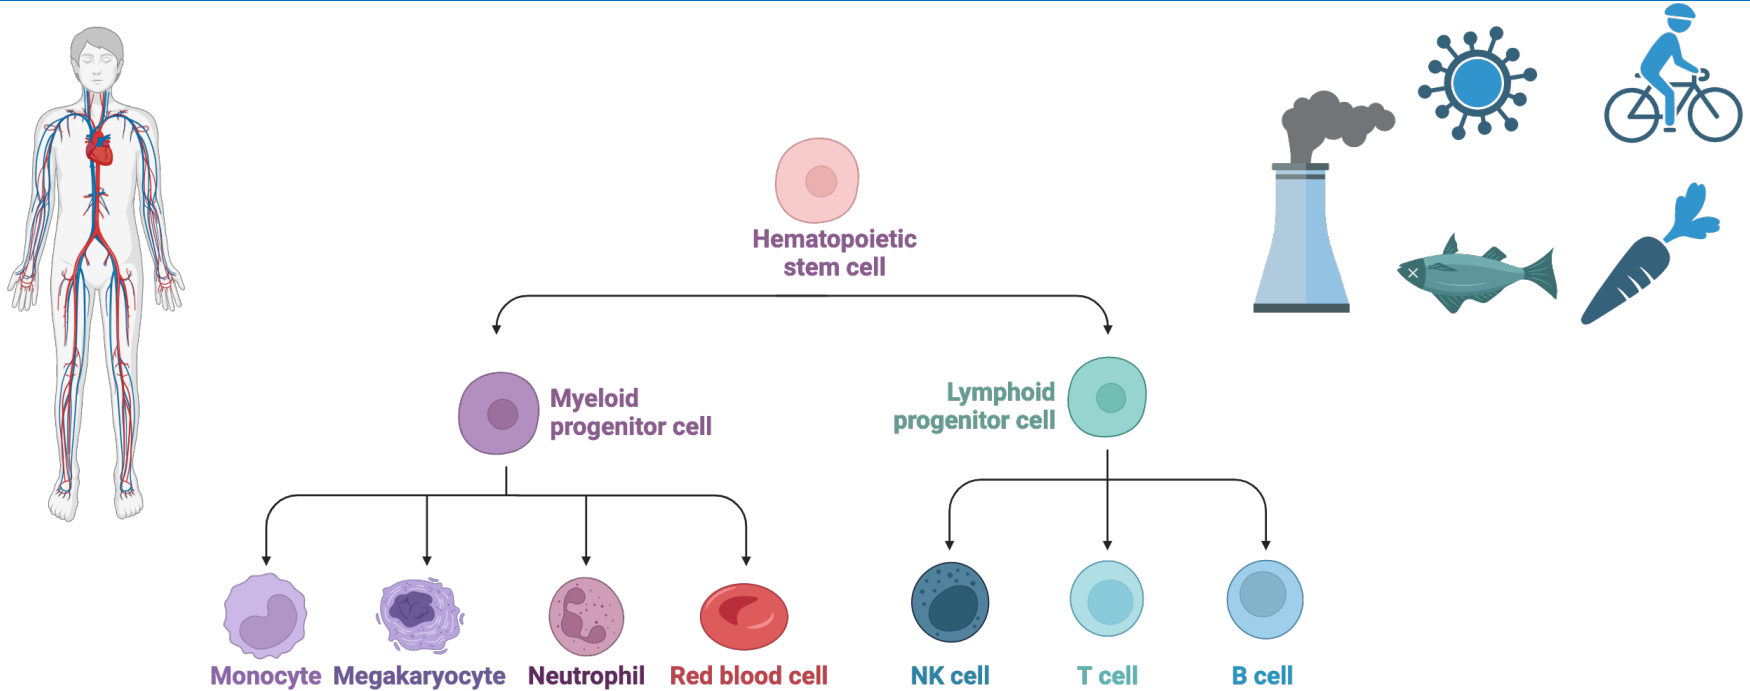 Hematopoietic
stem cell
Myeloid
progenitor cell
Lymphoid
progenitor cell
Monocyte
Megakaryocyte
Neutrophil
Red blood cell
NK cell
T cell
B cell